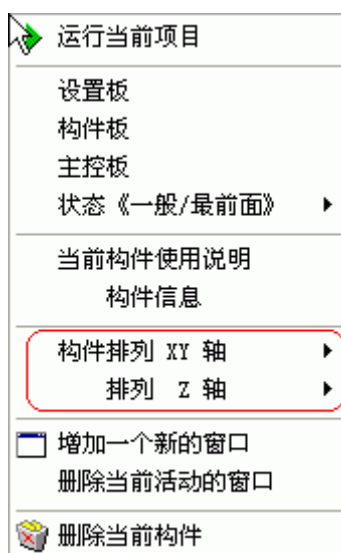 运行当前项目
设置板
构件板
主控板
状态《一般/最前面》
当前构件使用说明
构件信息
构件排列 XY 轴
排列 Z 轴
增加一个新的窗口
删除当前活动的窗口
删除当前构件